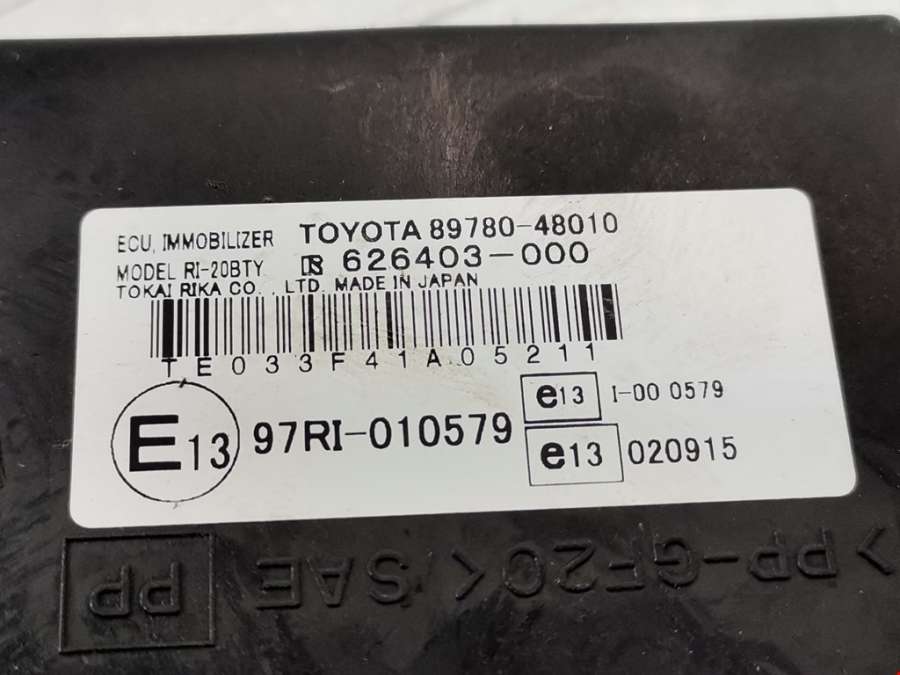 ECU, IMMOBILIZER TOYOTA 89780-48010
MODEL RI-20BTY 626403-000
TOKAI RIKA CO., LTD. MADE IN JAPAN
TE033F41A05211
E13 97RI-010579
e13 I-00 0579
e13 020915
>PP-GF20< /SAE
PP